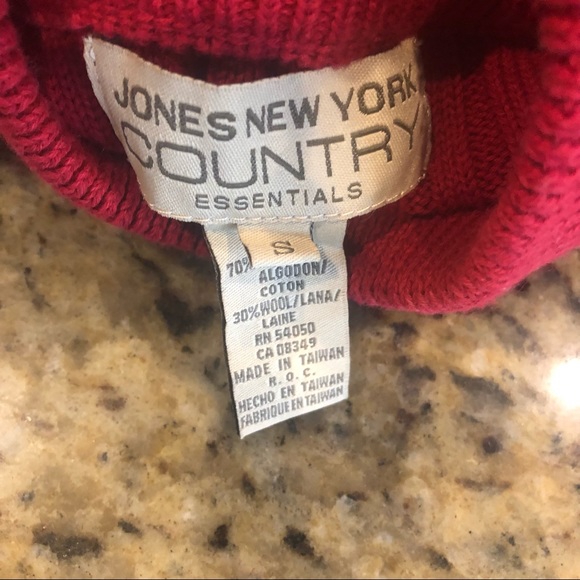 JONES NEW YORK
COUNTRY
ESSENTIALS
S
70%
ALGODON/
COTON
30%WOOL/LANA/
LAINE
RN 54050
CA 08349
MADE IN TAIWAN
R.O.C.
HECHO EN TAIWAN
FABRIQUE EN TAIWAN